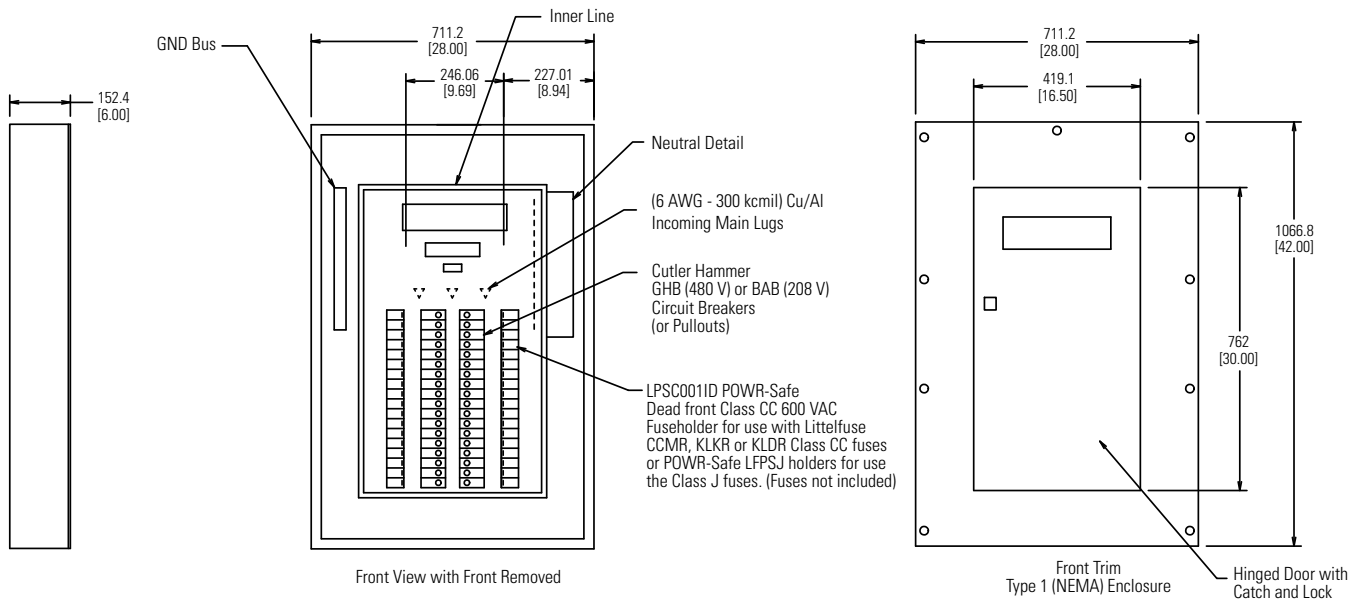 152.4
[6.00]
GND Bus
711.2
[28.00]
Inner Line
246.06
[9.69]
227.01
[8.94]
Neutral Detail
(6 AWG - 300 kcmil) Cu/Al
Incoming Main Lugs
Cutler Hammer
GHB (480 V) or BAB (208 V)
Circuit Breakers
(or Pullouts)
LPSC001ID POWR-Safe
Dead front Class CC 600 VAC
Fuseholder for use with Littelfuse
CCMR, KLKR or KLDR Class CC fuses
or POWR-Safe LFPSJ holders for use
the Class J fuses. (Fuses not included)
Front View with Front Removed
711.2
[28.00]
419.1
[16.50]
1066.8
[42.00]
762
[30.00]
Front Trim
Type 1 (NEMA) Enclosure
Hinged Door with
Catch and Lock